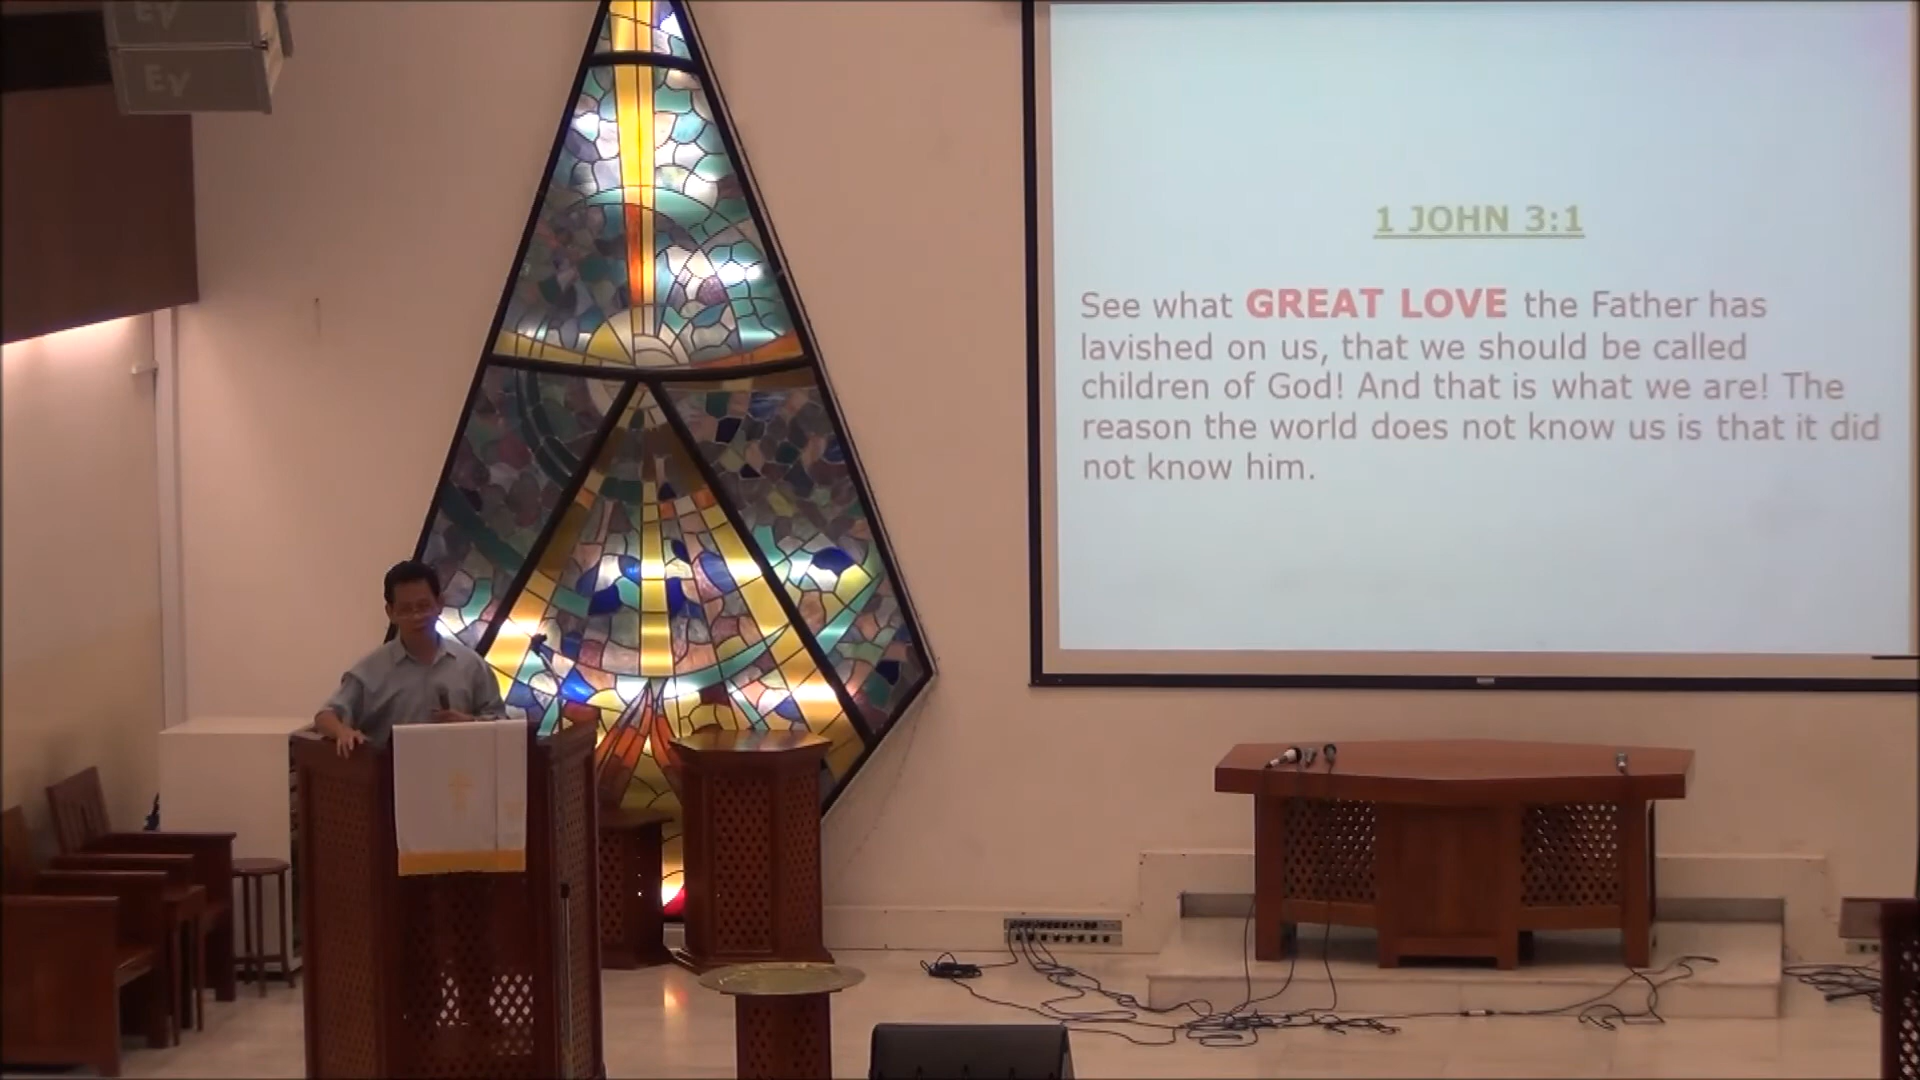 EV
EV
1 JOHN 3:1
See what GREAT LOVE the Father has
lavished on us, that we should be called
children of God! And that is what we are! The
reason the world does not know us is that it did
not know him.